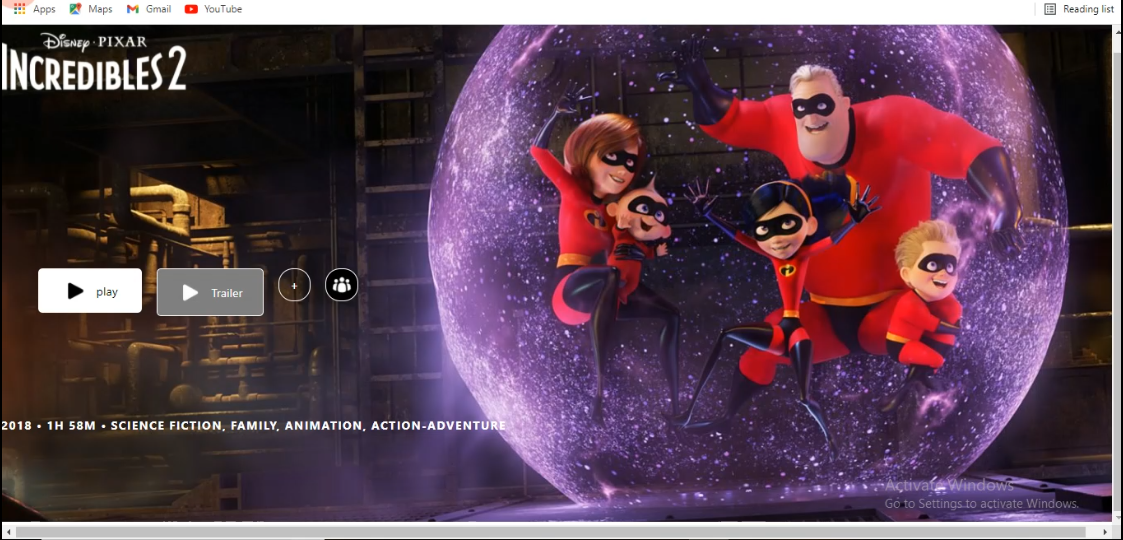 Apps Maps Gmail YouTube Reading list
Disney · PIXAR
INCREDIBLES 2
play Trailer +
2018 • 1H 58M • SCIENCE FICTION, FAMILY, ANIMATION, ACTION-ADVENTURE
Activate Windows
Go to Settings to activate Windows.